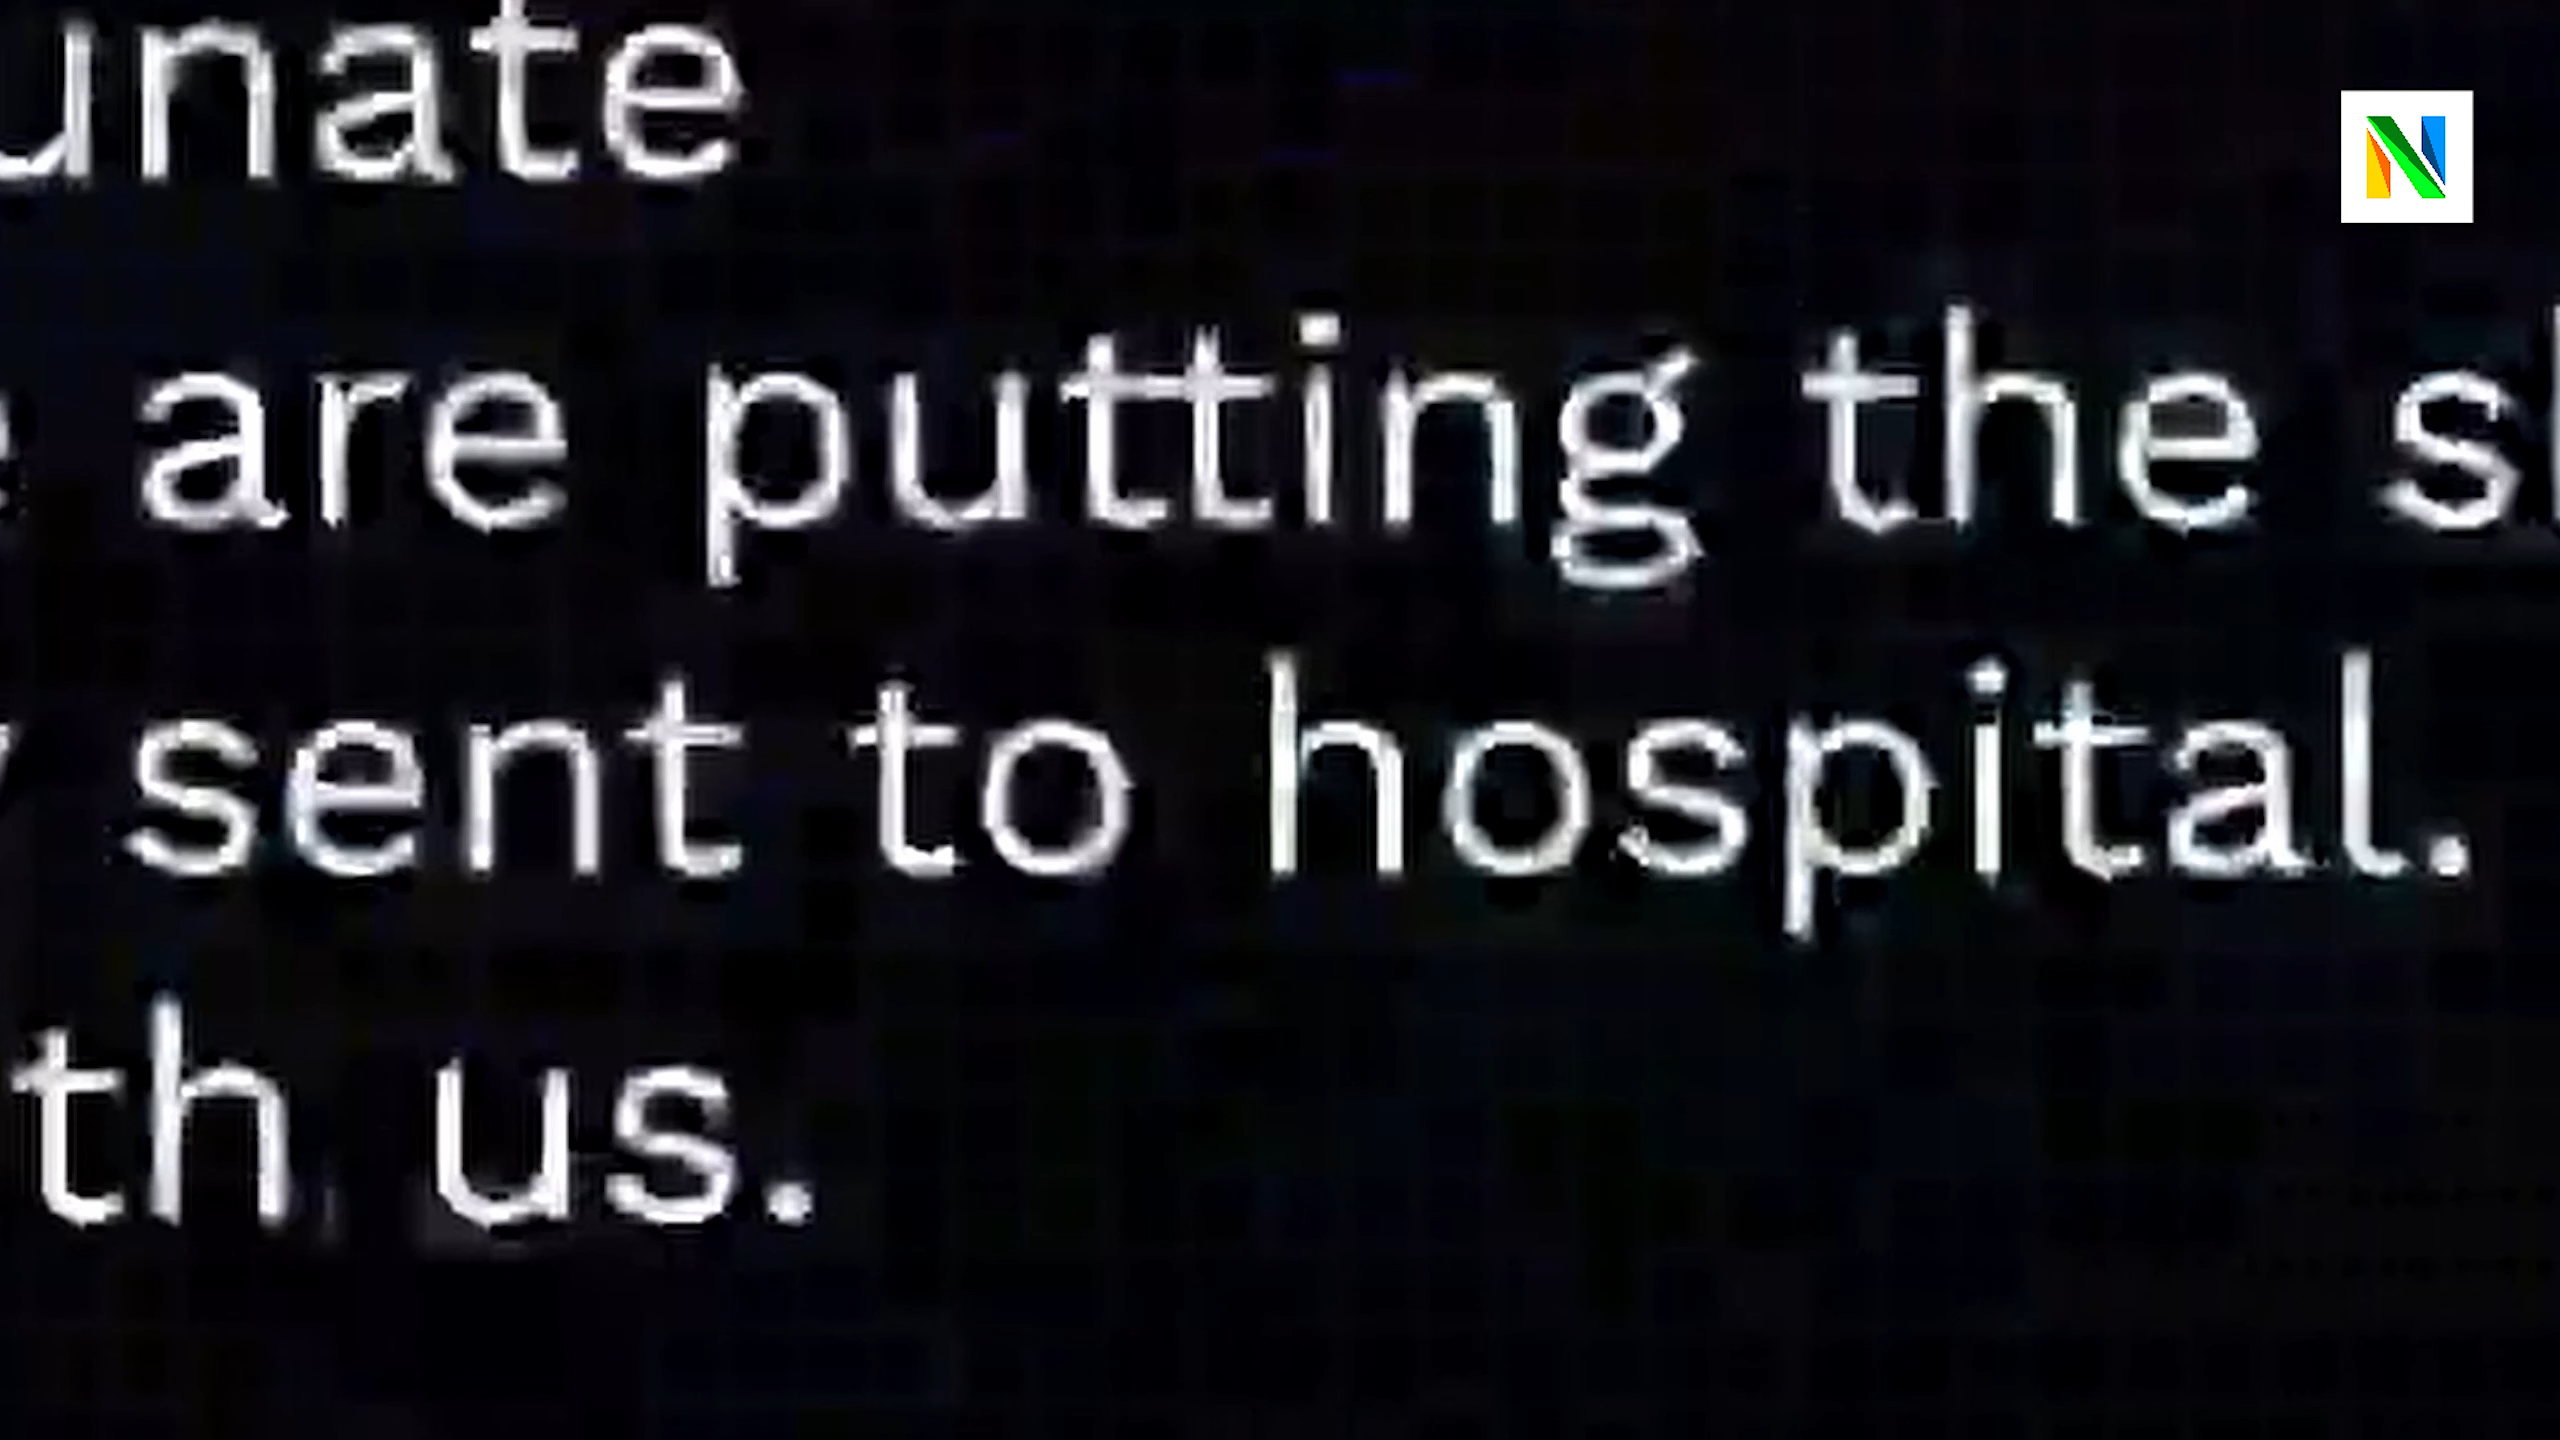 unate
are putting the s
sent to hospital.
th us.